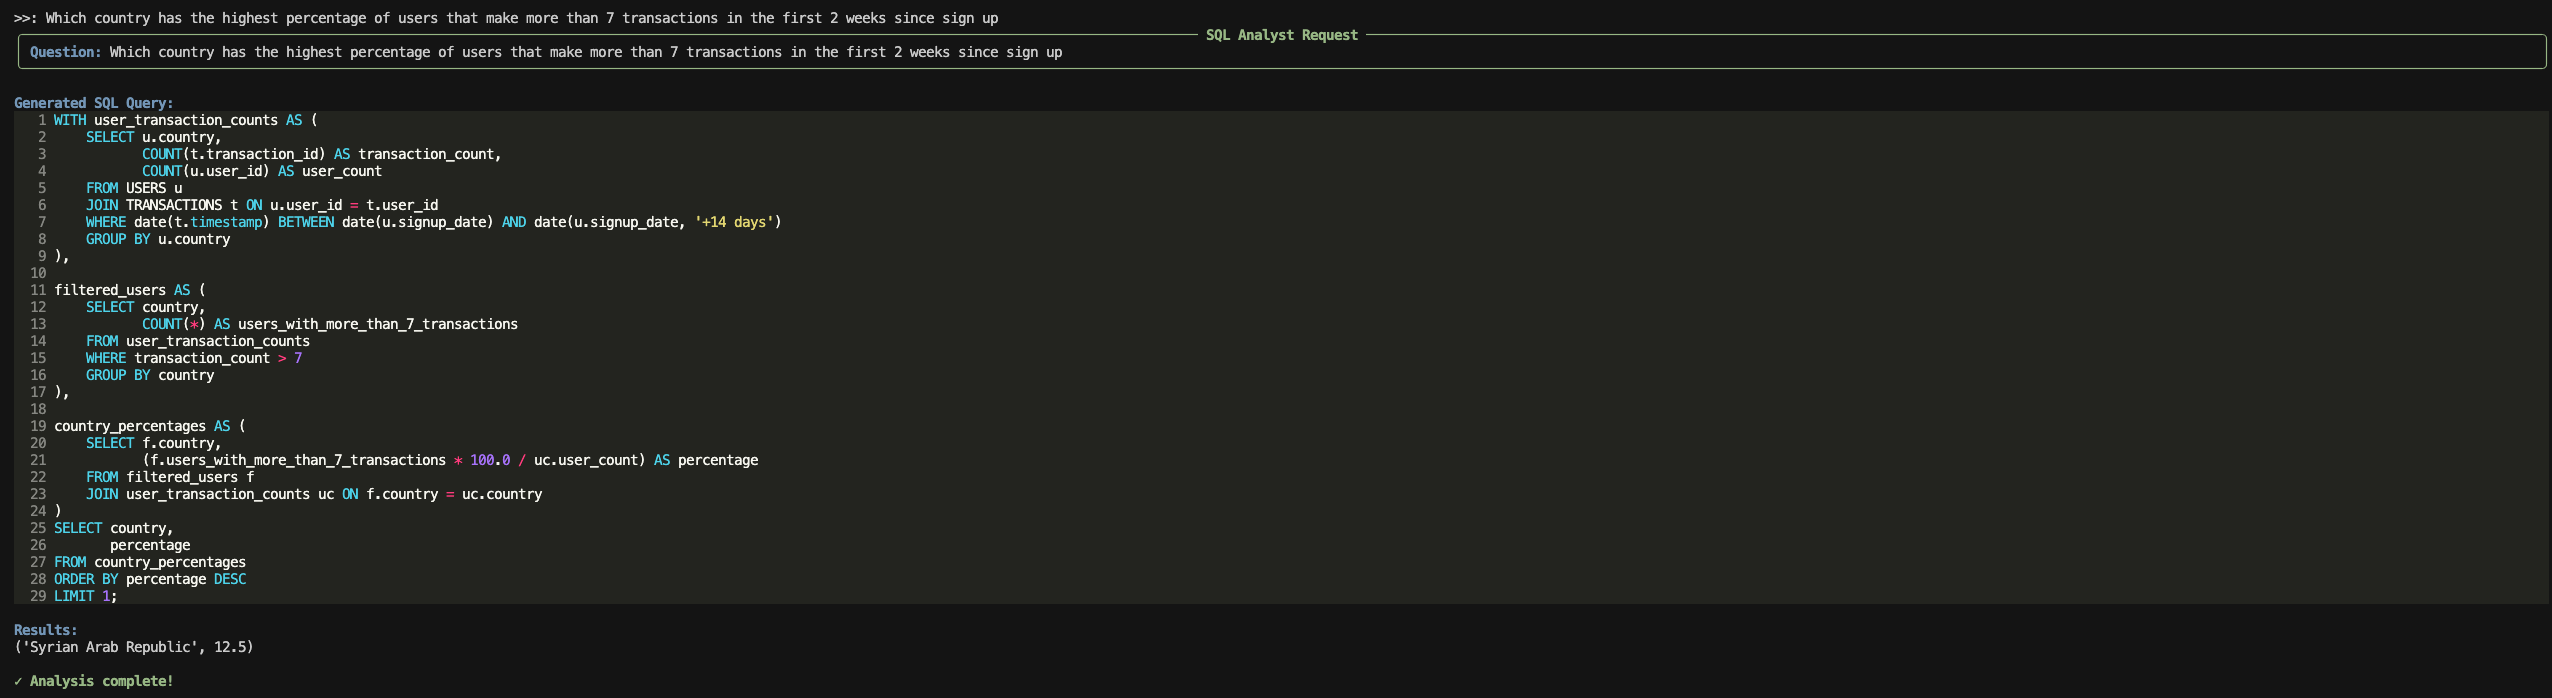 >>: Which country has the highest percentage of users that make more than 7 transactions in the first 2 weeks since sign up
SQL Analyst Request
Question: Which country has the highest percentage of users that make more than 7 transactions in the first 2 weeks since sign up
Generated SQL Query:
1 WITH user_transaction_counts AS (
2     SELECT u.country,
3            COUNT(t.transaction_id) AS transaction_count,
4            COUNT(u.user_id) AS user_count
5     FROM USERS u
6     JOIN TRANSACTIONS t ON u.user_id = t.user_id
7     WHERE date(t.timestamp) BETWEEN date(u.signup_date) AND date(u.signup_date, '+14 days')
8     GROUP BY u.country
9 ),
10
11 filtered_users AS (
12     SELECT country,
13            COUNT(*) AS users_with_more_than_7_transactions
14     FROM user_transaction_counts
15     WHERE transaction_count > 7
16     GROUP BY country
17 ),
18
19 country_percentages AS (
20     SELECT f.country,
21            (f.users_with_more_than_7_transactions * 100.0 / uc.user_count) AS percentage
22     FROM filtered_users f
23     JOIN user_transaction_counts uc ON f.country = uc.country
24 )
25 SELECT country,
26        percentage
27 FROM country_percentages
28 ORDER BY percentage DESC
29 LIMIT 1;
Results:
('Syrian Arab Republic', 12.5)
✓ Analysis complete!